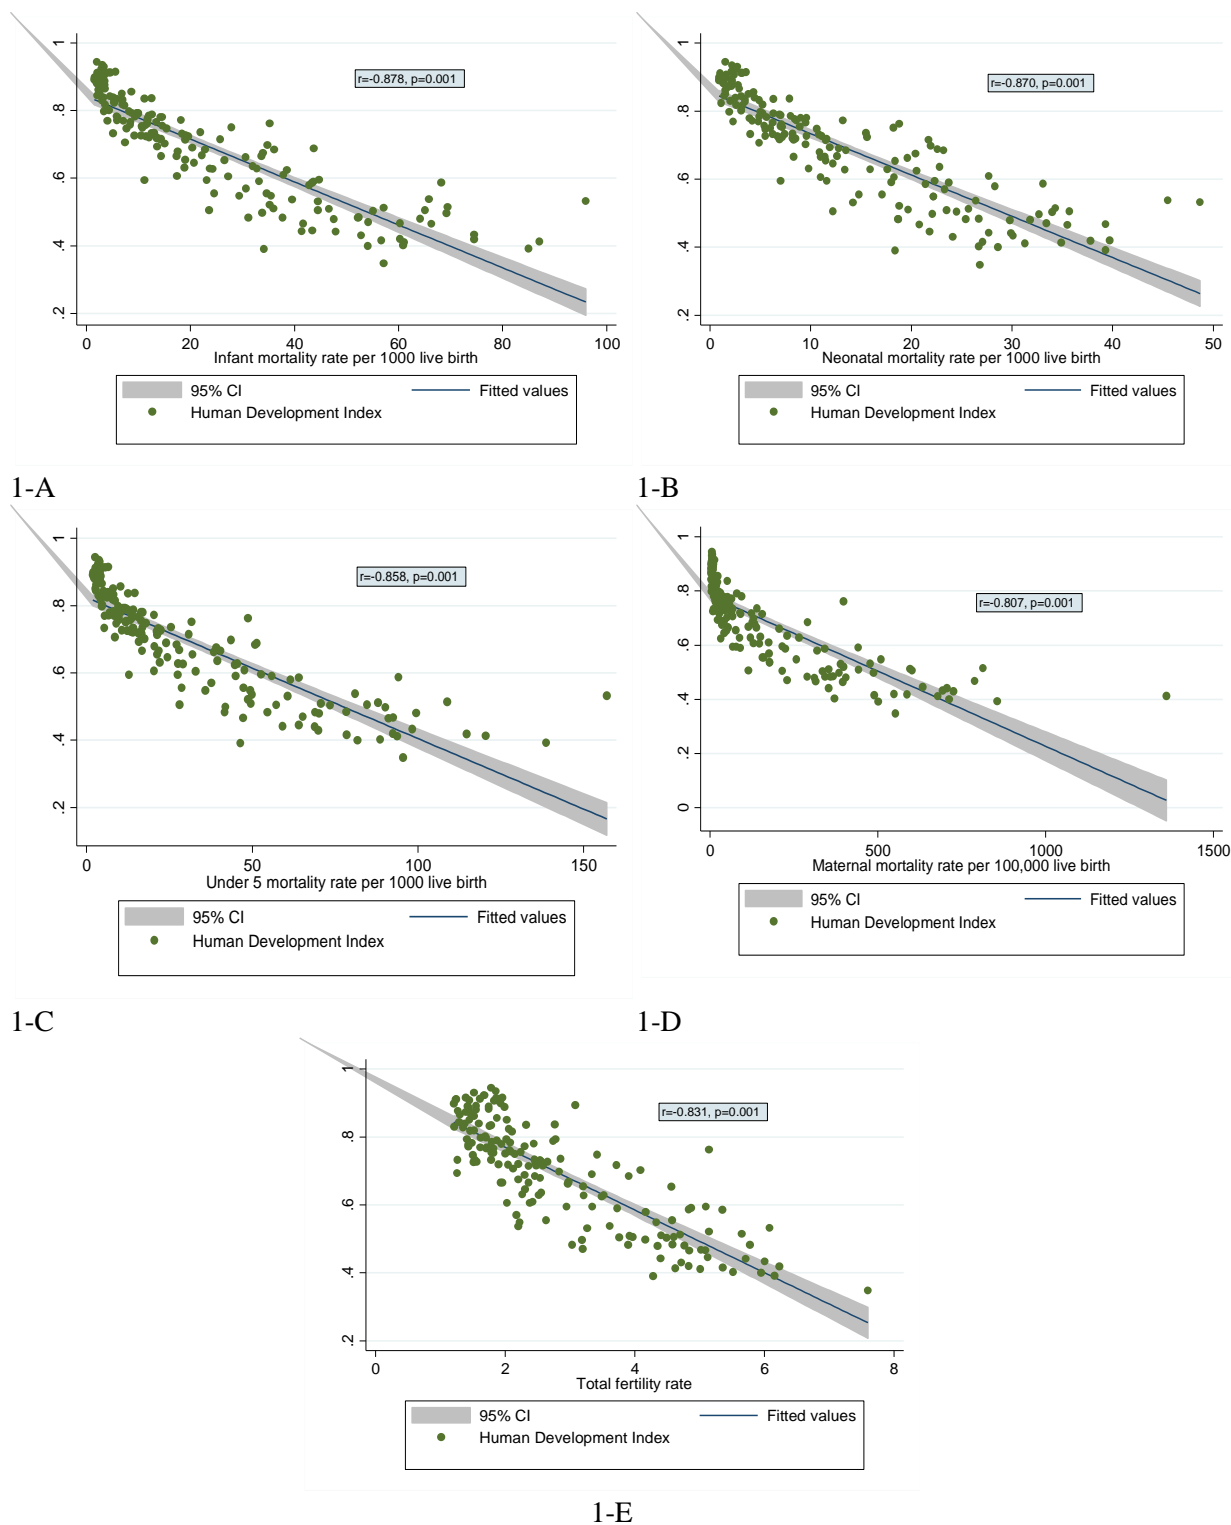 1
.8
.6
.4
.2
r=-0.878, p=0.001
0 20 40 60 80 100
Infant mortality rate per 1000 live birth
95% CI Fitted values
Human Development Index
1-A
1
.8
.6
.4
.2
r=-0.870, p=0.001
0 10 20 30 40 50
Neonatal mortality rate per 1000 live birth
95% CI Fitted values
Human Development Index
1-B
1
.8
.6
.4
.2
r=-0.858, p=0.001
0 50 100 150
Under 5 mortality rate per 1000 live birth
95% CI Fitted values
Human Development Index
1-C
1
.8
.6
.4
.2
0
r=-0.807, p=0.001
0 500 1000 1500
Maternal mortality rate per 100,000 live birth
95% CI Fitted values
Human Development Index
1-D
1
.8
.6
.4
.2
r=-0.831, p=0.001
0 2 4 6 8
Total fertility rate
95% CI Fitted values
Human Development Index
1-E